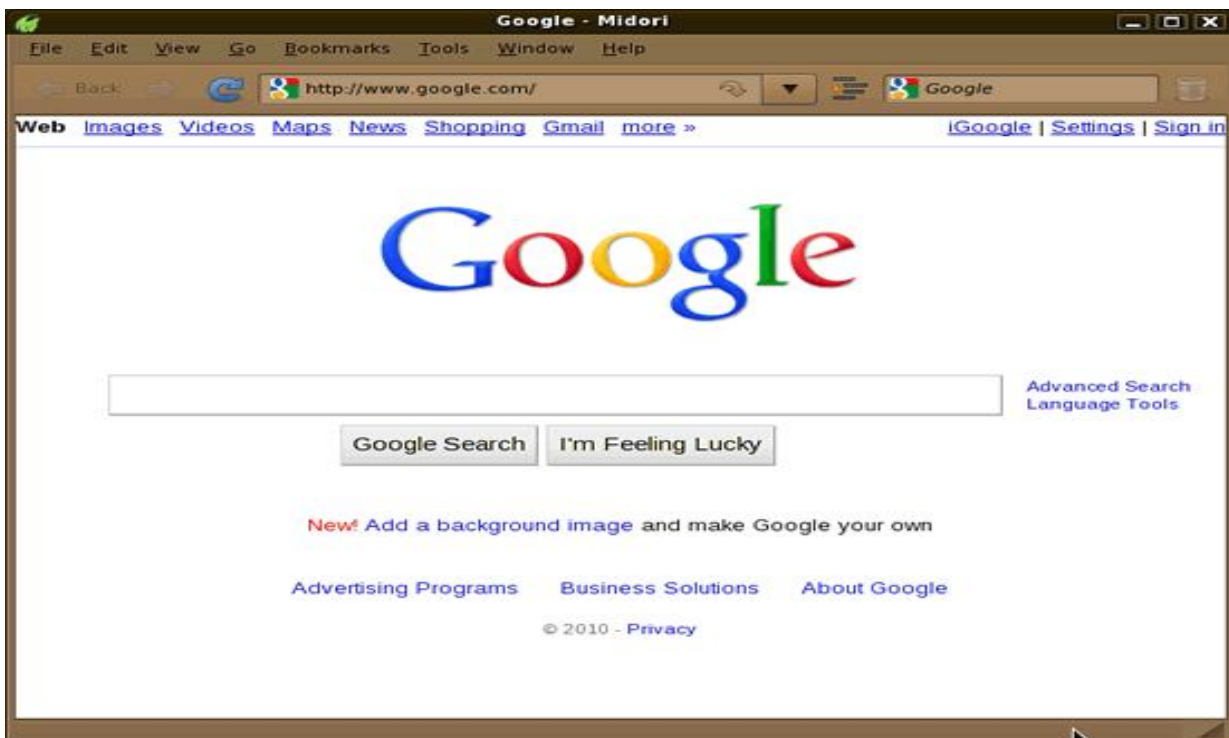 Google - Midori
File Edit View Go Bookmarks Tools Window Help
Back http://www.google.com/ Google
Web Images Videos Maps News Shopping Gmail more » iGoogle | Settings | Sign in
Google
Advanced Search
Language Tools
Google Search I'm Feeling Lucky
New! Add a background image and make Google your own
Advertising Programs Business Solutions About Google
© 2010 - Privacy